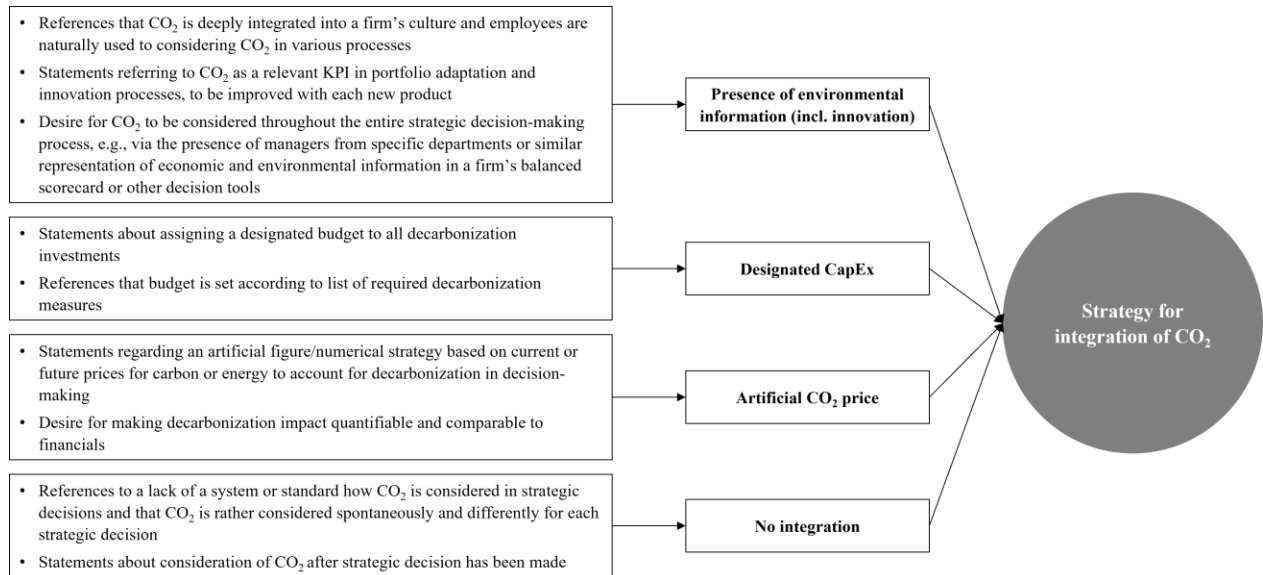 • References that CO₂ is deeply integrated into a firm's culture and employees are
naturally used to considering CO₂ in various processes
• Statements referring to CO₂ as a relevant KPI in portfolio adaptation and
innovation processes, to be improved with each new product
• Desire for CO₂ to be considered throughout the entire strategic decision-making
process, e.g., via the presence of managers from specific departments or similar
representation of economic and environmental information in a firm's balanced
scorecard or other decision tools
Presence of environmental
information (incl. innovation)
• Statements about assigning a designated budget to all decarbonization
investments
• References that budget is set according to list of required decarbonization
measures
Designated CapEx
• Statements regarding an artificial figure/numerical strategy based on current or
future prices for carbon or energy to account for decarbonization in decision-
making
• Desire for making decarbonization impact quantifiable and comparable to
financials
Artificial CO₂ price
• References to a lack of a system or standard how CO₂ is considered in strategic
decisions and that CO₂ is rather considered spontaneously and differently for each
strategic decision
• Statements about consideration of CO₂ after strategic decision has been made
No integration
Strategy for
integration of CO₂